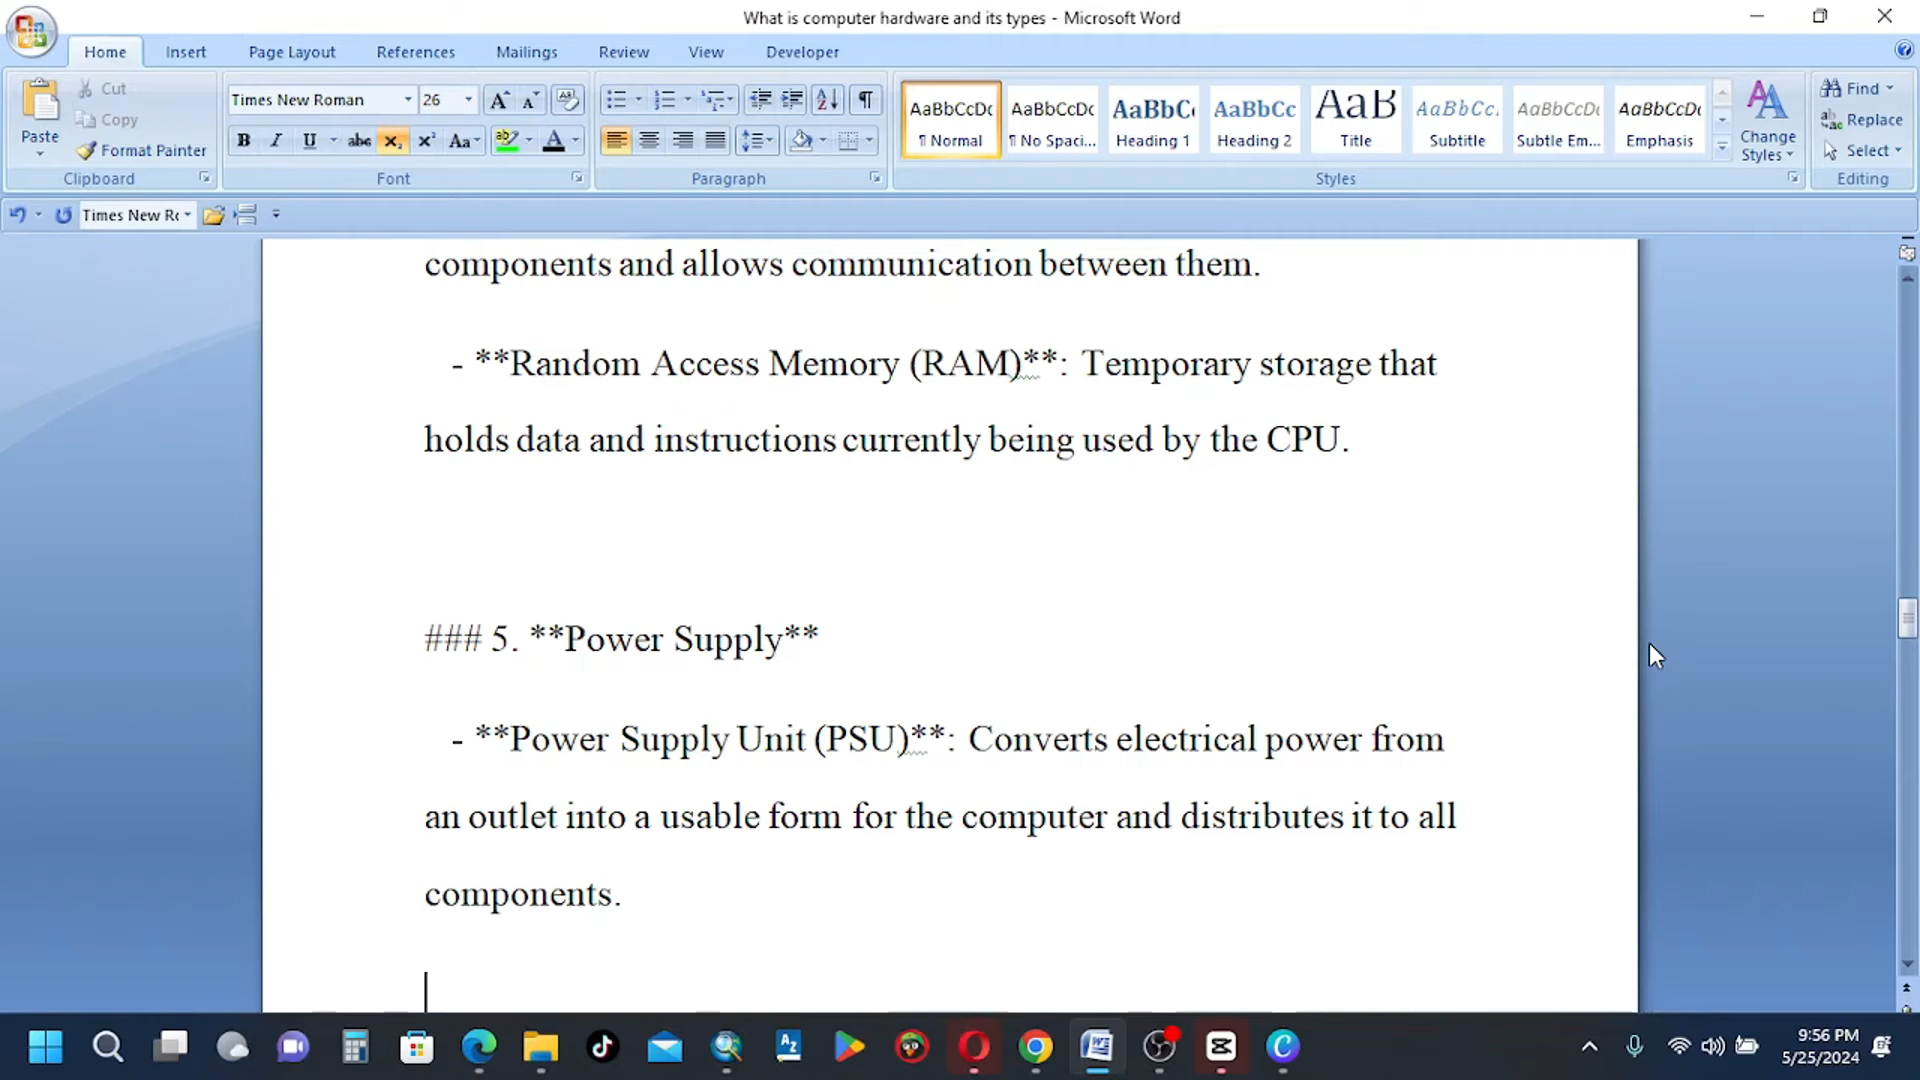 What is computer hardware and its types - Microsoft Word
Home Insert Page Layout References Mailings Review View Developer
Paste
Cut
Copy
Format Painter
Clipboard
Times New Roman 26
Font
Paragraph
AaBbCcDc AaBbCcDc AaBbC AaBbCc AaB AaBbCc. AaBbCcDc AaBbCcDc
¶ Normal ¶ No Spaci... Heading 1 Heading 2 Title Subtitle Subtle Em... Emphasis
Change Styles
Styles
Find
Replace
Select
Editing
Times New Rc
components and allows communication between them.
- **Random Access Memory (RAM)**: Temporary storage that
holds data and instructions currently being used by the CPU.
### 5. **Power Supply**
- **Power Supply Unit (PSU)**: Converts electrical power from
an outlet into a usable form for the computer and distributes it to all
components.
9:56 PM
5/25/2024